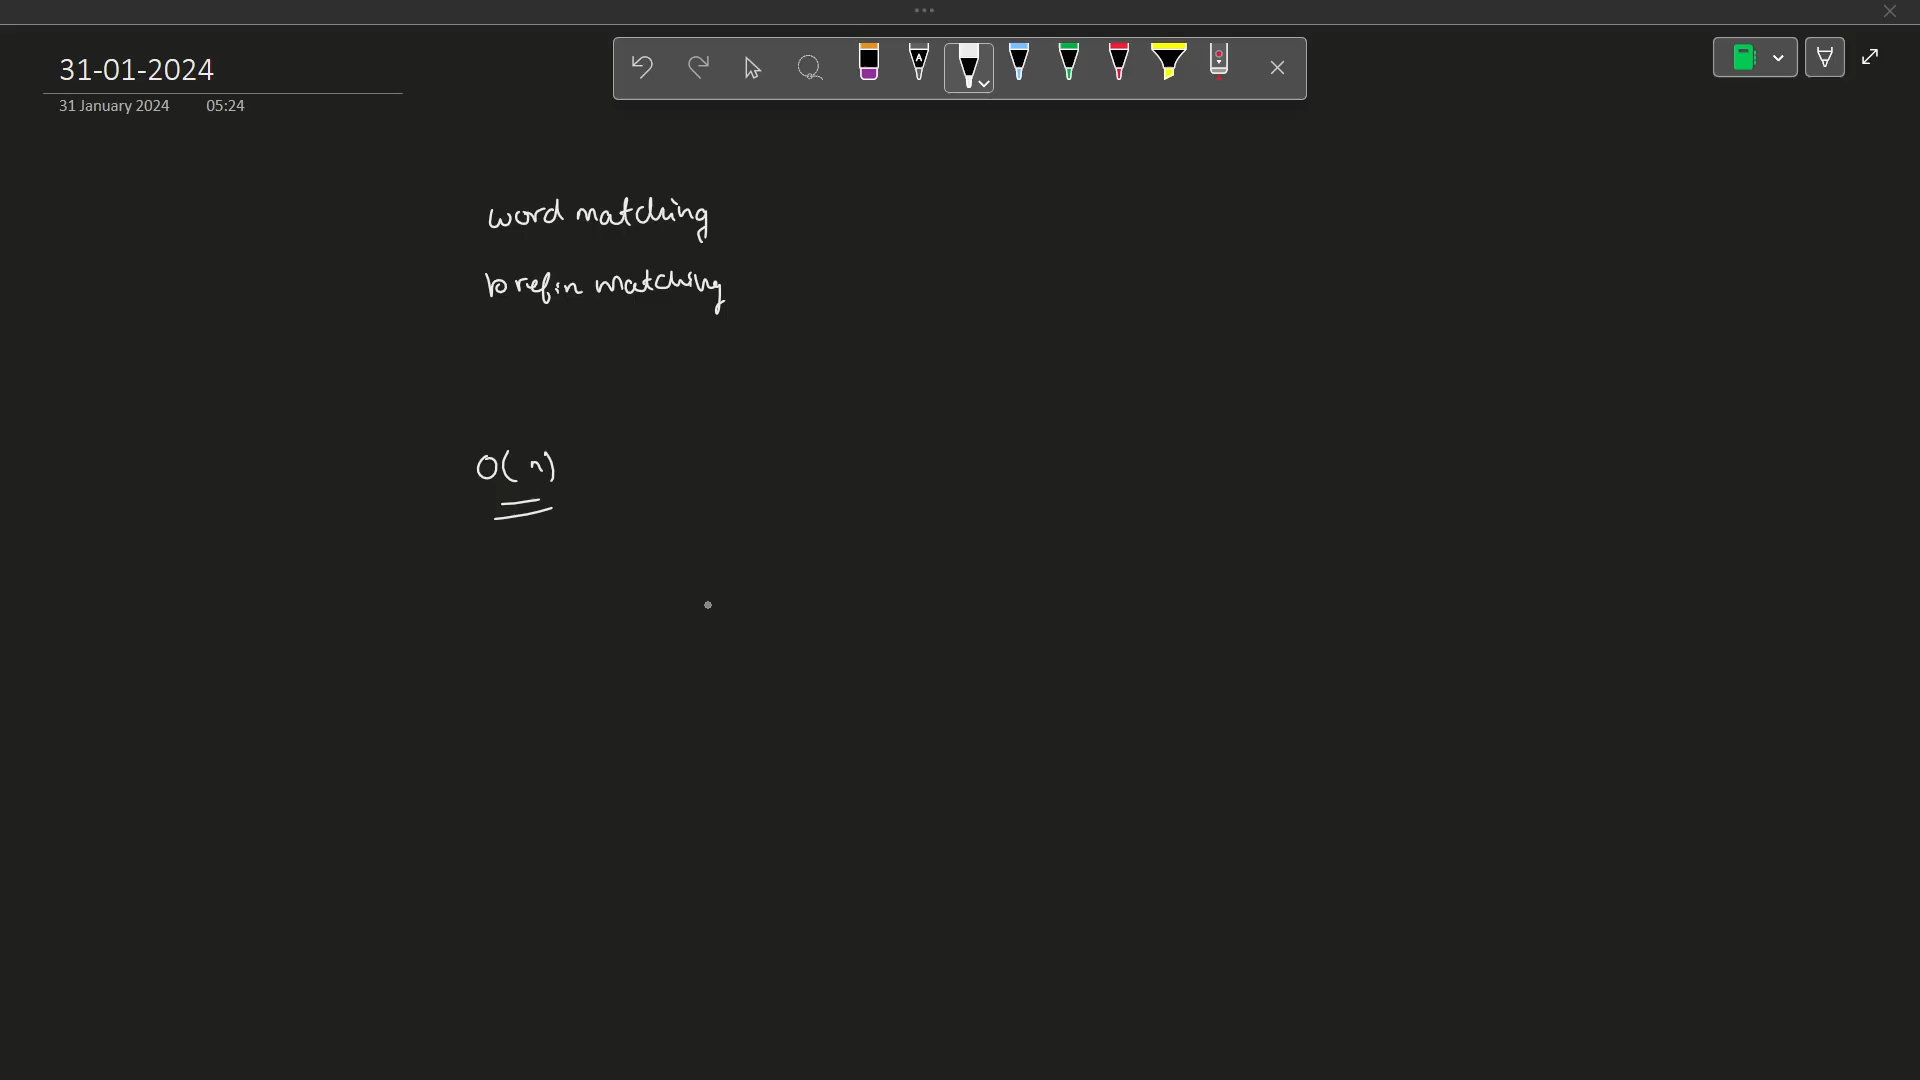 31-01-2024
31 January 2024 05:24
word matching
prefix matching
O(n)